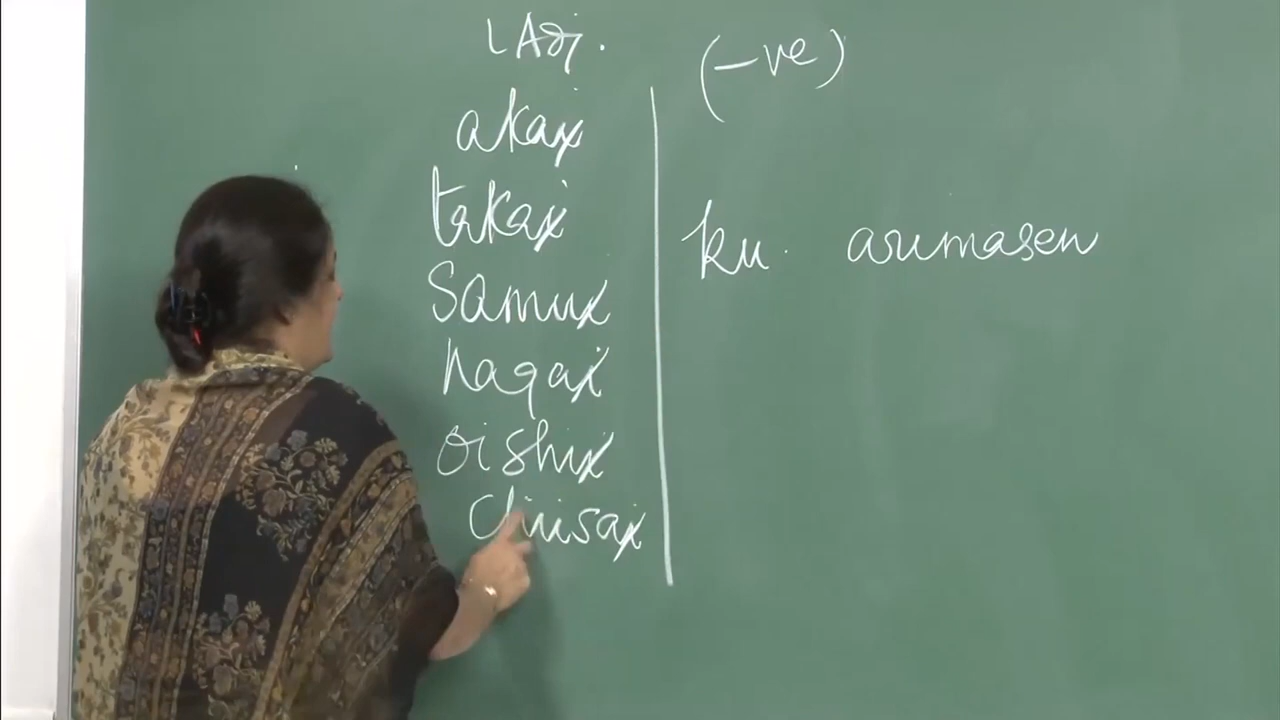 i Adj. (-ve)
akai
takai ku. arimasen
samui
nagai
oishii
chiisai